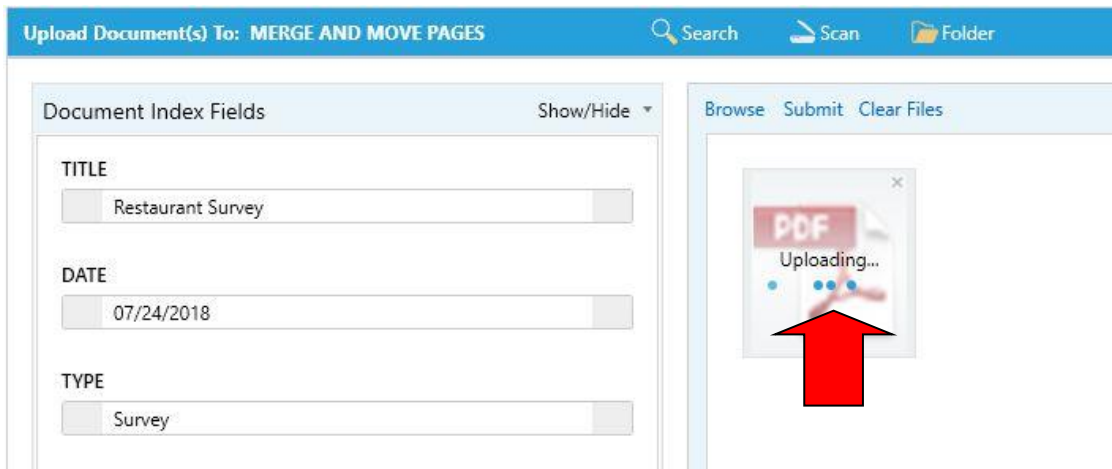 Upload Document(s) To: MERGE AND MOVE PAGES Search Scan Folder
Document Index Fields Show/Hide
TITLE
Restaurant Survey
DATE
07/24/2018
TYPE
Survey
Browse Submit Clear Files
PDF
Uploading...